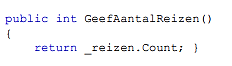 public int GeefAantalReizen()
{
    return _reizen.Count; }